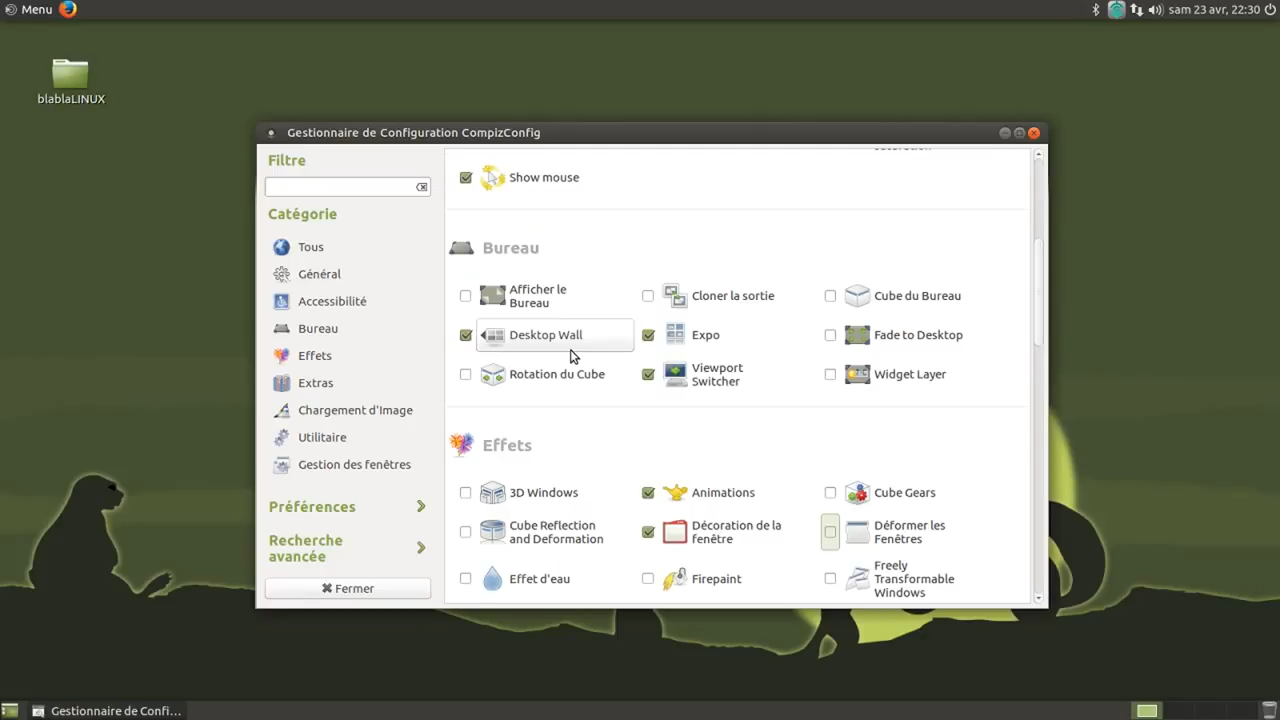 Menu
sam 23 avr, 22:30
blablaLINUX
Gestionnaire de Configuration CompizConfig
Filtre
Catégorie
Tous
Général
Accessibilité
Bureau
Effets
Extras
Chargement d'Image
Utilitaire
Gestion des fenêtres
Préférences
Recherche
avancée
Fermer
Show mouse
Bureau
Afficher le
Bureau
Cloner la sortie
Cube du Bureau
Desktop Wall
Expo
Fade to Desktop
Rotation du Cube
Viewport
Switcher
Widget Layer
Effets
3D Windows
Animations
Cube Gears
Cube Reflection
and Deformation
Décoration de la
fenêtre
Déformer les
Fenêtres
Effet d'eau
Firepaint
Freely
Transformable
Windows
Gestionnaire de Confi...